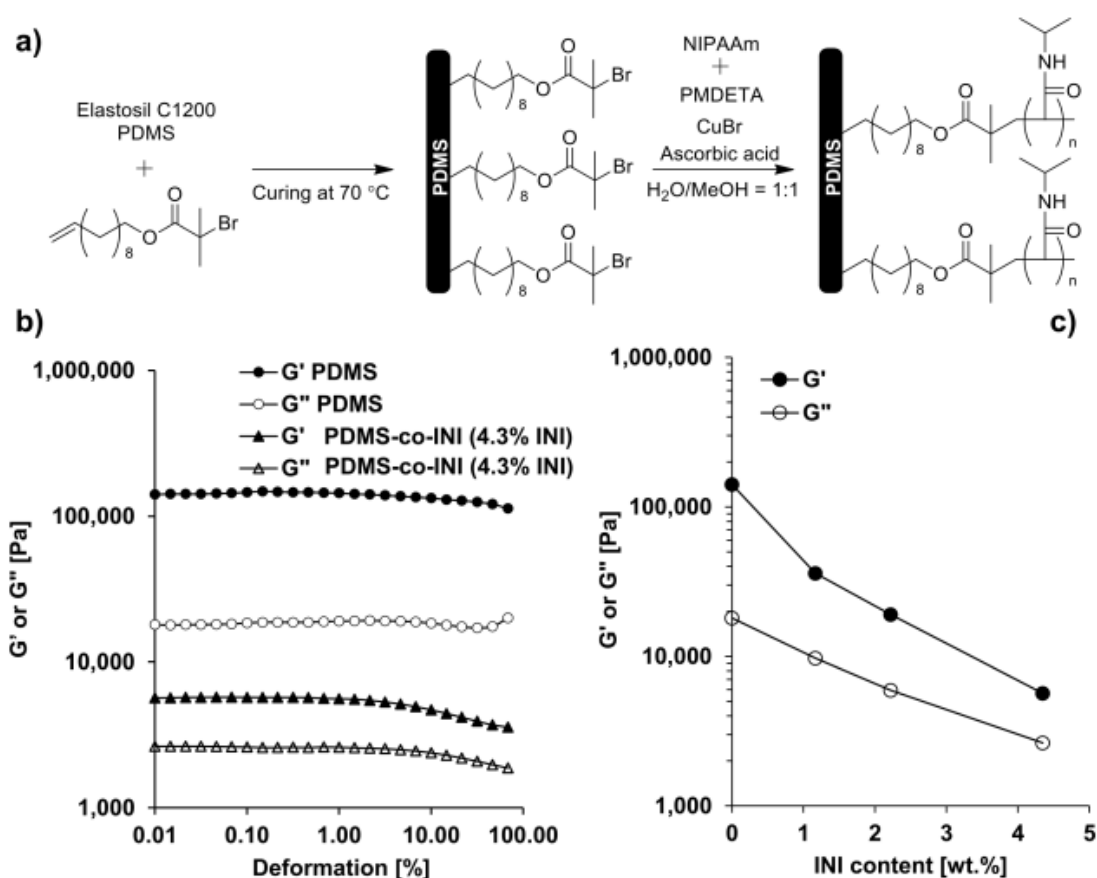 a)
Elastosil C1200
PDMS
+
O
O
Br
8
Curing at 70 °C
PDMS
O
O
Br
8
O
O
Br
8
O
O
Br
8
NIPAAm
+
PMDETA
CuBr
Ascorbic acid
H₂O/MeOH = 1:1
PDMS
NH
O
O
O
n
8
NH
O
O
O
n
8
b)
1,000,000
100,000
10,000
1,000
G' or G" [Pa]
G' PDMS
G" PDMS
G' PDMS-co-INI (4.3% INI)
G" PDMS-co-INI (4.3% INI)
0.01 0.10 1.00 10.00 100.00
Deformation [%]
c)
1,000,000
100,000
10,000
1,000
G' or G" [Pa]
G'
G"
0 1 2 3 4 5
INI content [wt.%]